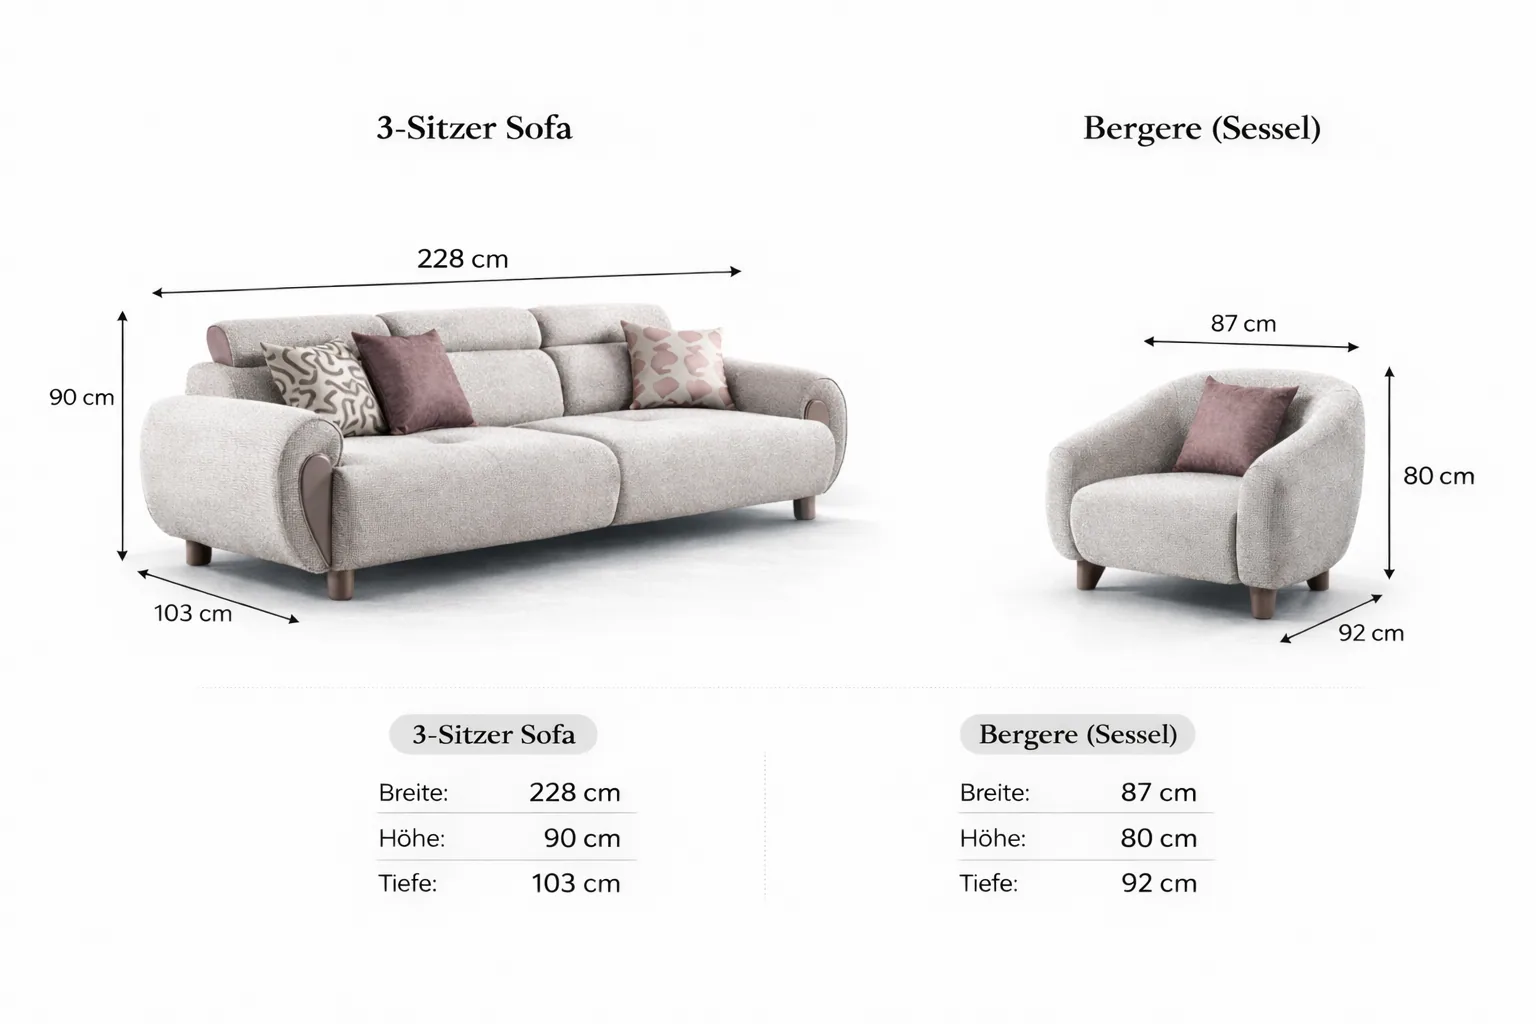 3-Sitzer Sofa
Bergere (Sessel)
228 cm
90 cm
103 cm
87 cm
80 cm
92 cm
3-Sitzer Sofa
Breite: 228 cm
Höhe: 90 cm
Tiefe: 103 cm
Bergere (Sessel)
Breite: 87 cm
Höhe: 80 cm
Tiefe: 92 cm